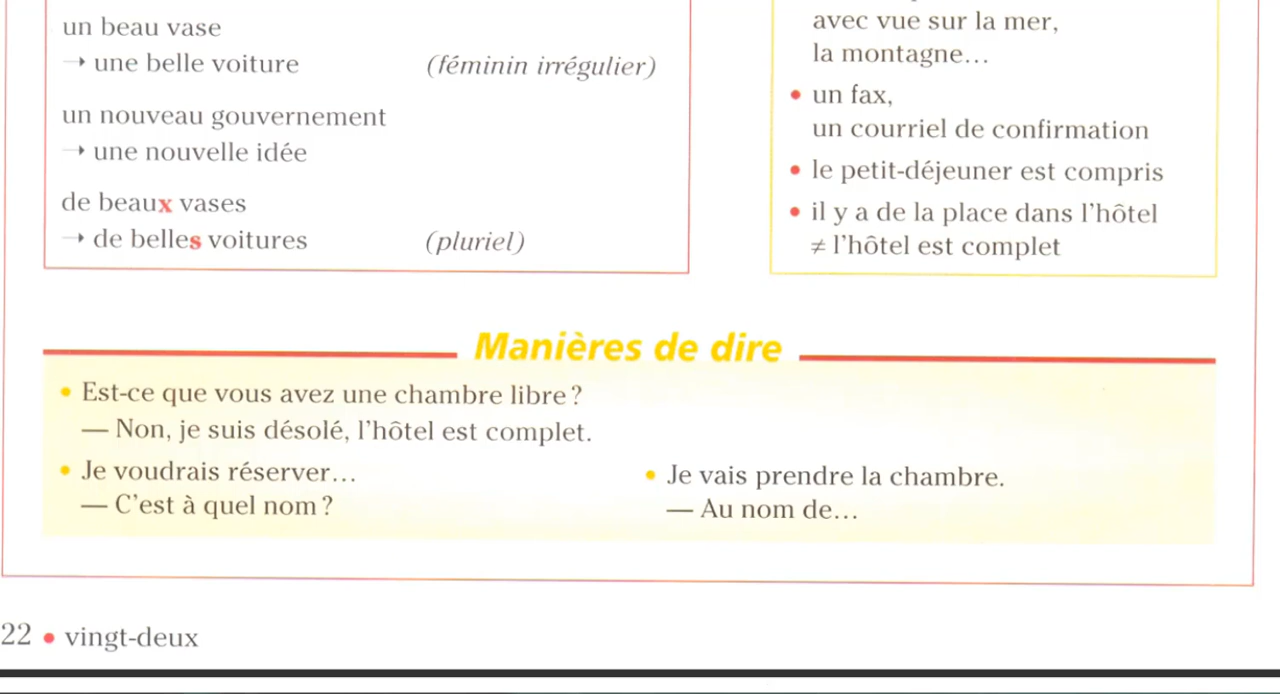 un beau vase
→ une belle voiture (féminin irrégulier)
un nouveau gouvernement
→ une nouvelle idée
de beaux vases
→ de belles voitures (pluriel)
avec vue sur la mer,
la montagne…
• un fax,
un courriel de confirmation
• le petit-déjeuner est compris
• il y a de la place dans l'hôtel
≠ l'hôtel est complet
Manières de dire
• Est-ce que vous avez une chambre libre ?
— Non, je suis désolé, l'hôtel est complet.
• Je voudrais réserver…
— C'est à quel nom ?
• Je vais prendre la chambre.
— Au nom de…
22 • vingt-deux